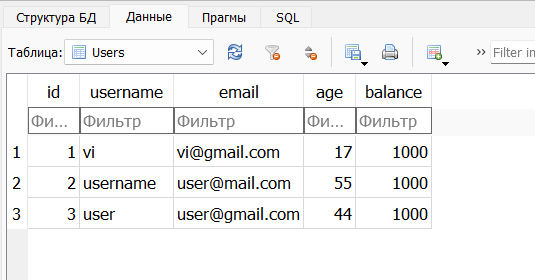 Структура БД Данные Прагмы SQL
Таблица: Users Filter in
id username email age balance
Фи... Фильтр Фильтр Фи... Фильтр
1 1 vi vi@gmail.com 17 1000
2 2 username user@mail.com 55 1000
3 3 user user@gmail.com 44 1000